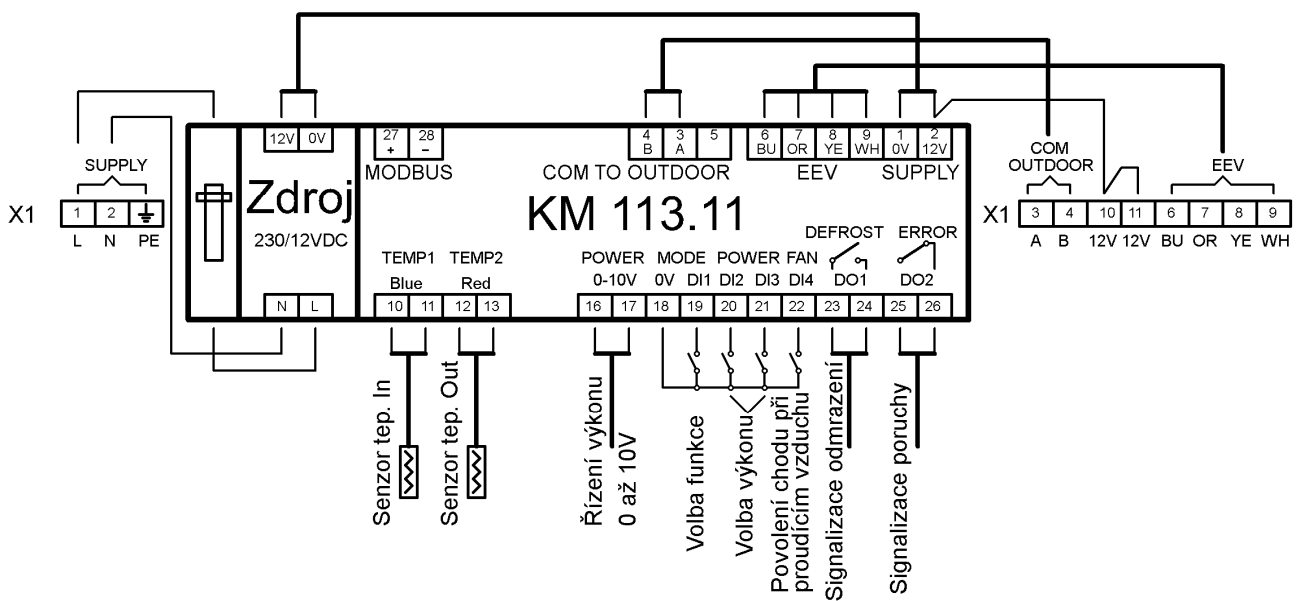 12V 0V
27 28
+ −
MODBUS
4 3 5
B A
COM TO OUTDOOR
6 7 8 9
BU OR YE WH
EEV
1 2
0V 12V
SUPPLY
SUPPLY
X1 1 2
L N PE
Zdroj
230/12VDC
N L
KM 113.11
COM
OUTDOOR
EEV
X1 3 4 10 11 6 7 8 9
A B 12V 12V BU OR YE WH
TEMP1 TEMP2
Blue Red
10 11 12 13
POWER MODE POWER FAN
0-10V 0V DI1 DI2 DI3 DI4
DEFROST ERROR
DO1 DO2
16 17 18 19 20 21 22 23 24 25 26
Senzor tep. In
Senzor tep. Out
Řízení výkonu
0 až 10V
Volba funkce
Volba výkonu
Povolení chodu při
proudícím vzduchu
Signalizace odmrazení
Signalizace poruchy